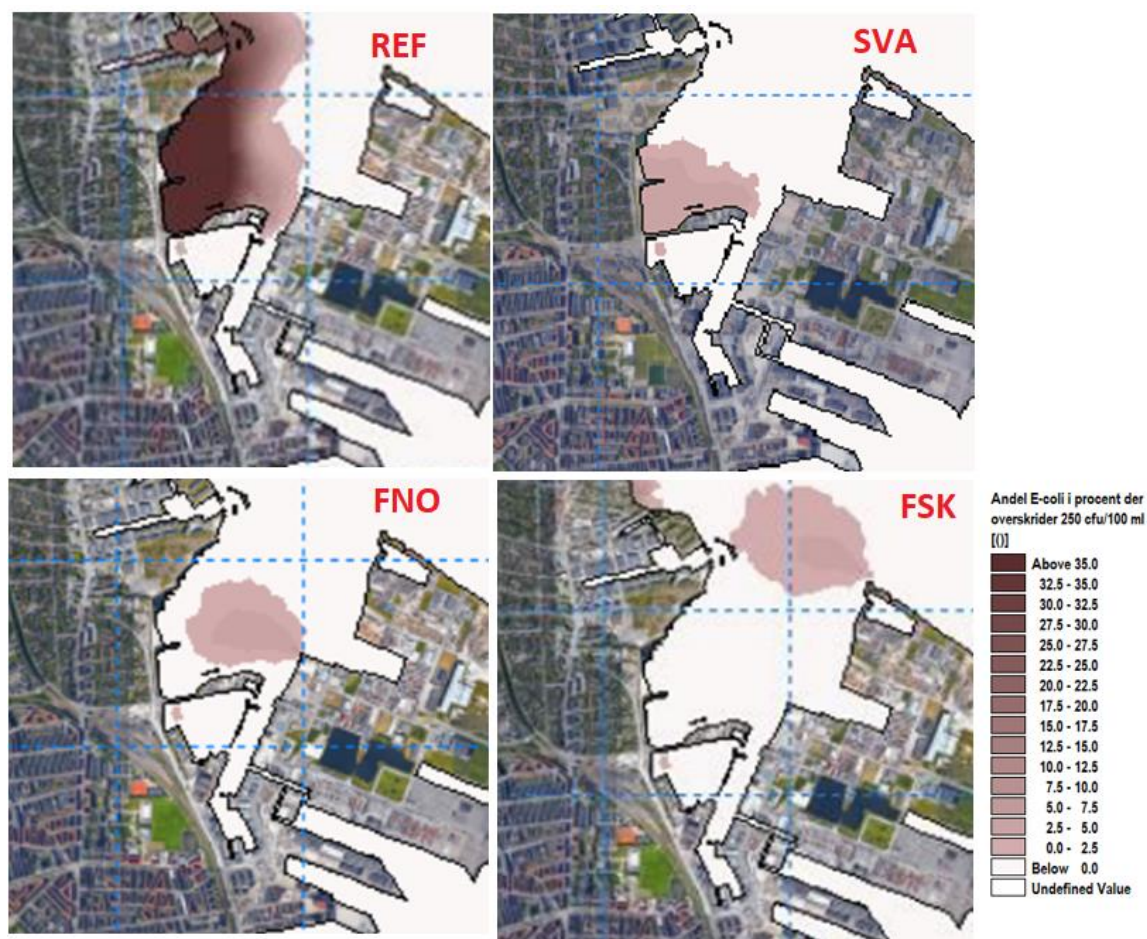 REF
SVA
FNO
FSK
Andel E-coli i procent der
overskrider 250 cfu/100 ml
[()]
Above 35.0
32.5 - 35.0
30.0 - 32.5
27.5 - 30.0
25.0 - 27.5
22.5 - 25.0
20.0 - 22.5
17.5 - 20.0
15.0 - 17.5
12.5 - 15.0
10.0 - 12.5
7.5 - 10.0
5.0 - 7.5
2.5 - 5.0
0.0 - 2.5
Below 0.0
Undefined Value